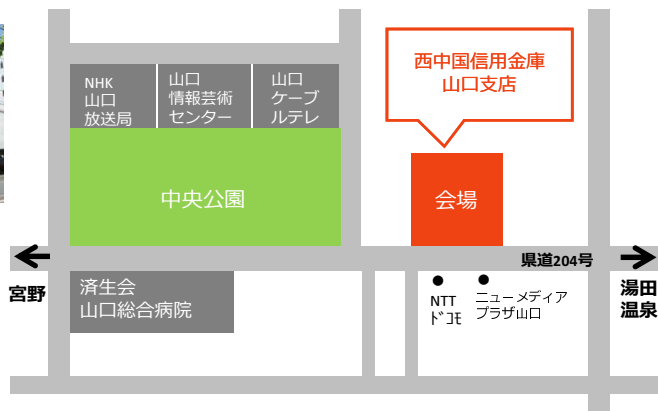 西中国信用金庫
山口支店
NHK
山口
放送局
山口
情報芸術
センター
山口
ケーブ
ルテレ
中央公園
会場
県道204号
宮野
湯田
温泉
済生会
山口総合病院
NTT
ﾄﾞｺﾓ
ニューメディア
プラザ山口